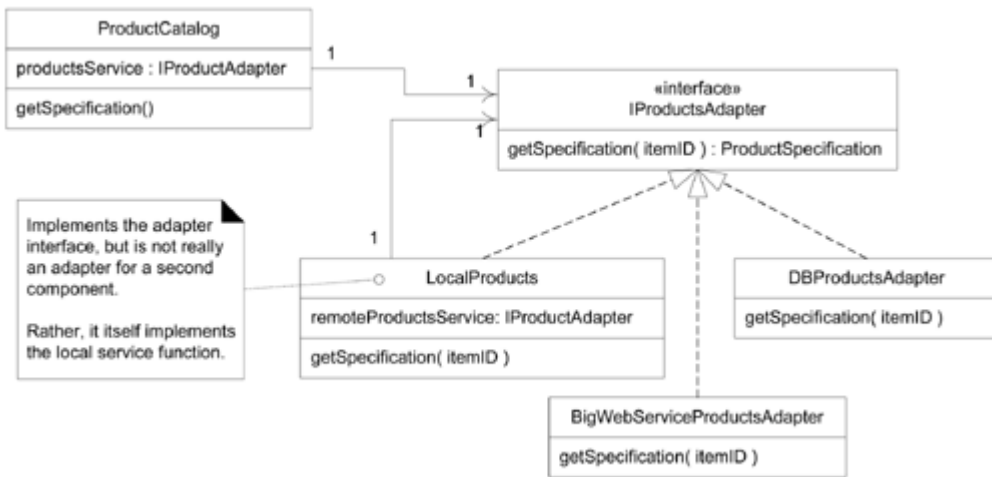 ProductCatalog
productsService : IProductAdapter
getSpecification()
1
1
«interface»
IProductsAdapter
getSpecification( itemID ) : ProductSpecification
1
1
Implements the adapter
interface, but is not really
an adapter for a second
component.
Rather, it itself implements
the local service function.
LocalProducts
remoteProductsService: IProductAdapter
getSpecification( itemID )
DBProductsAdapter
getSpecification( itemID )
BigWebServiceProductsAdapter
getSpecification( itemID )